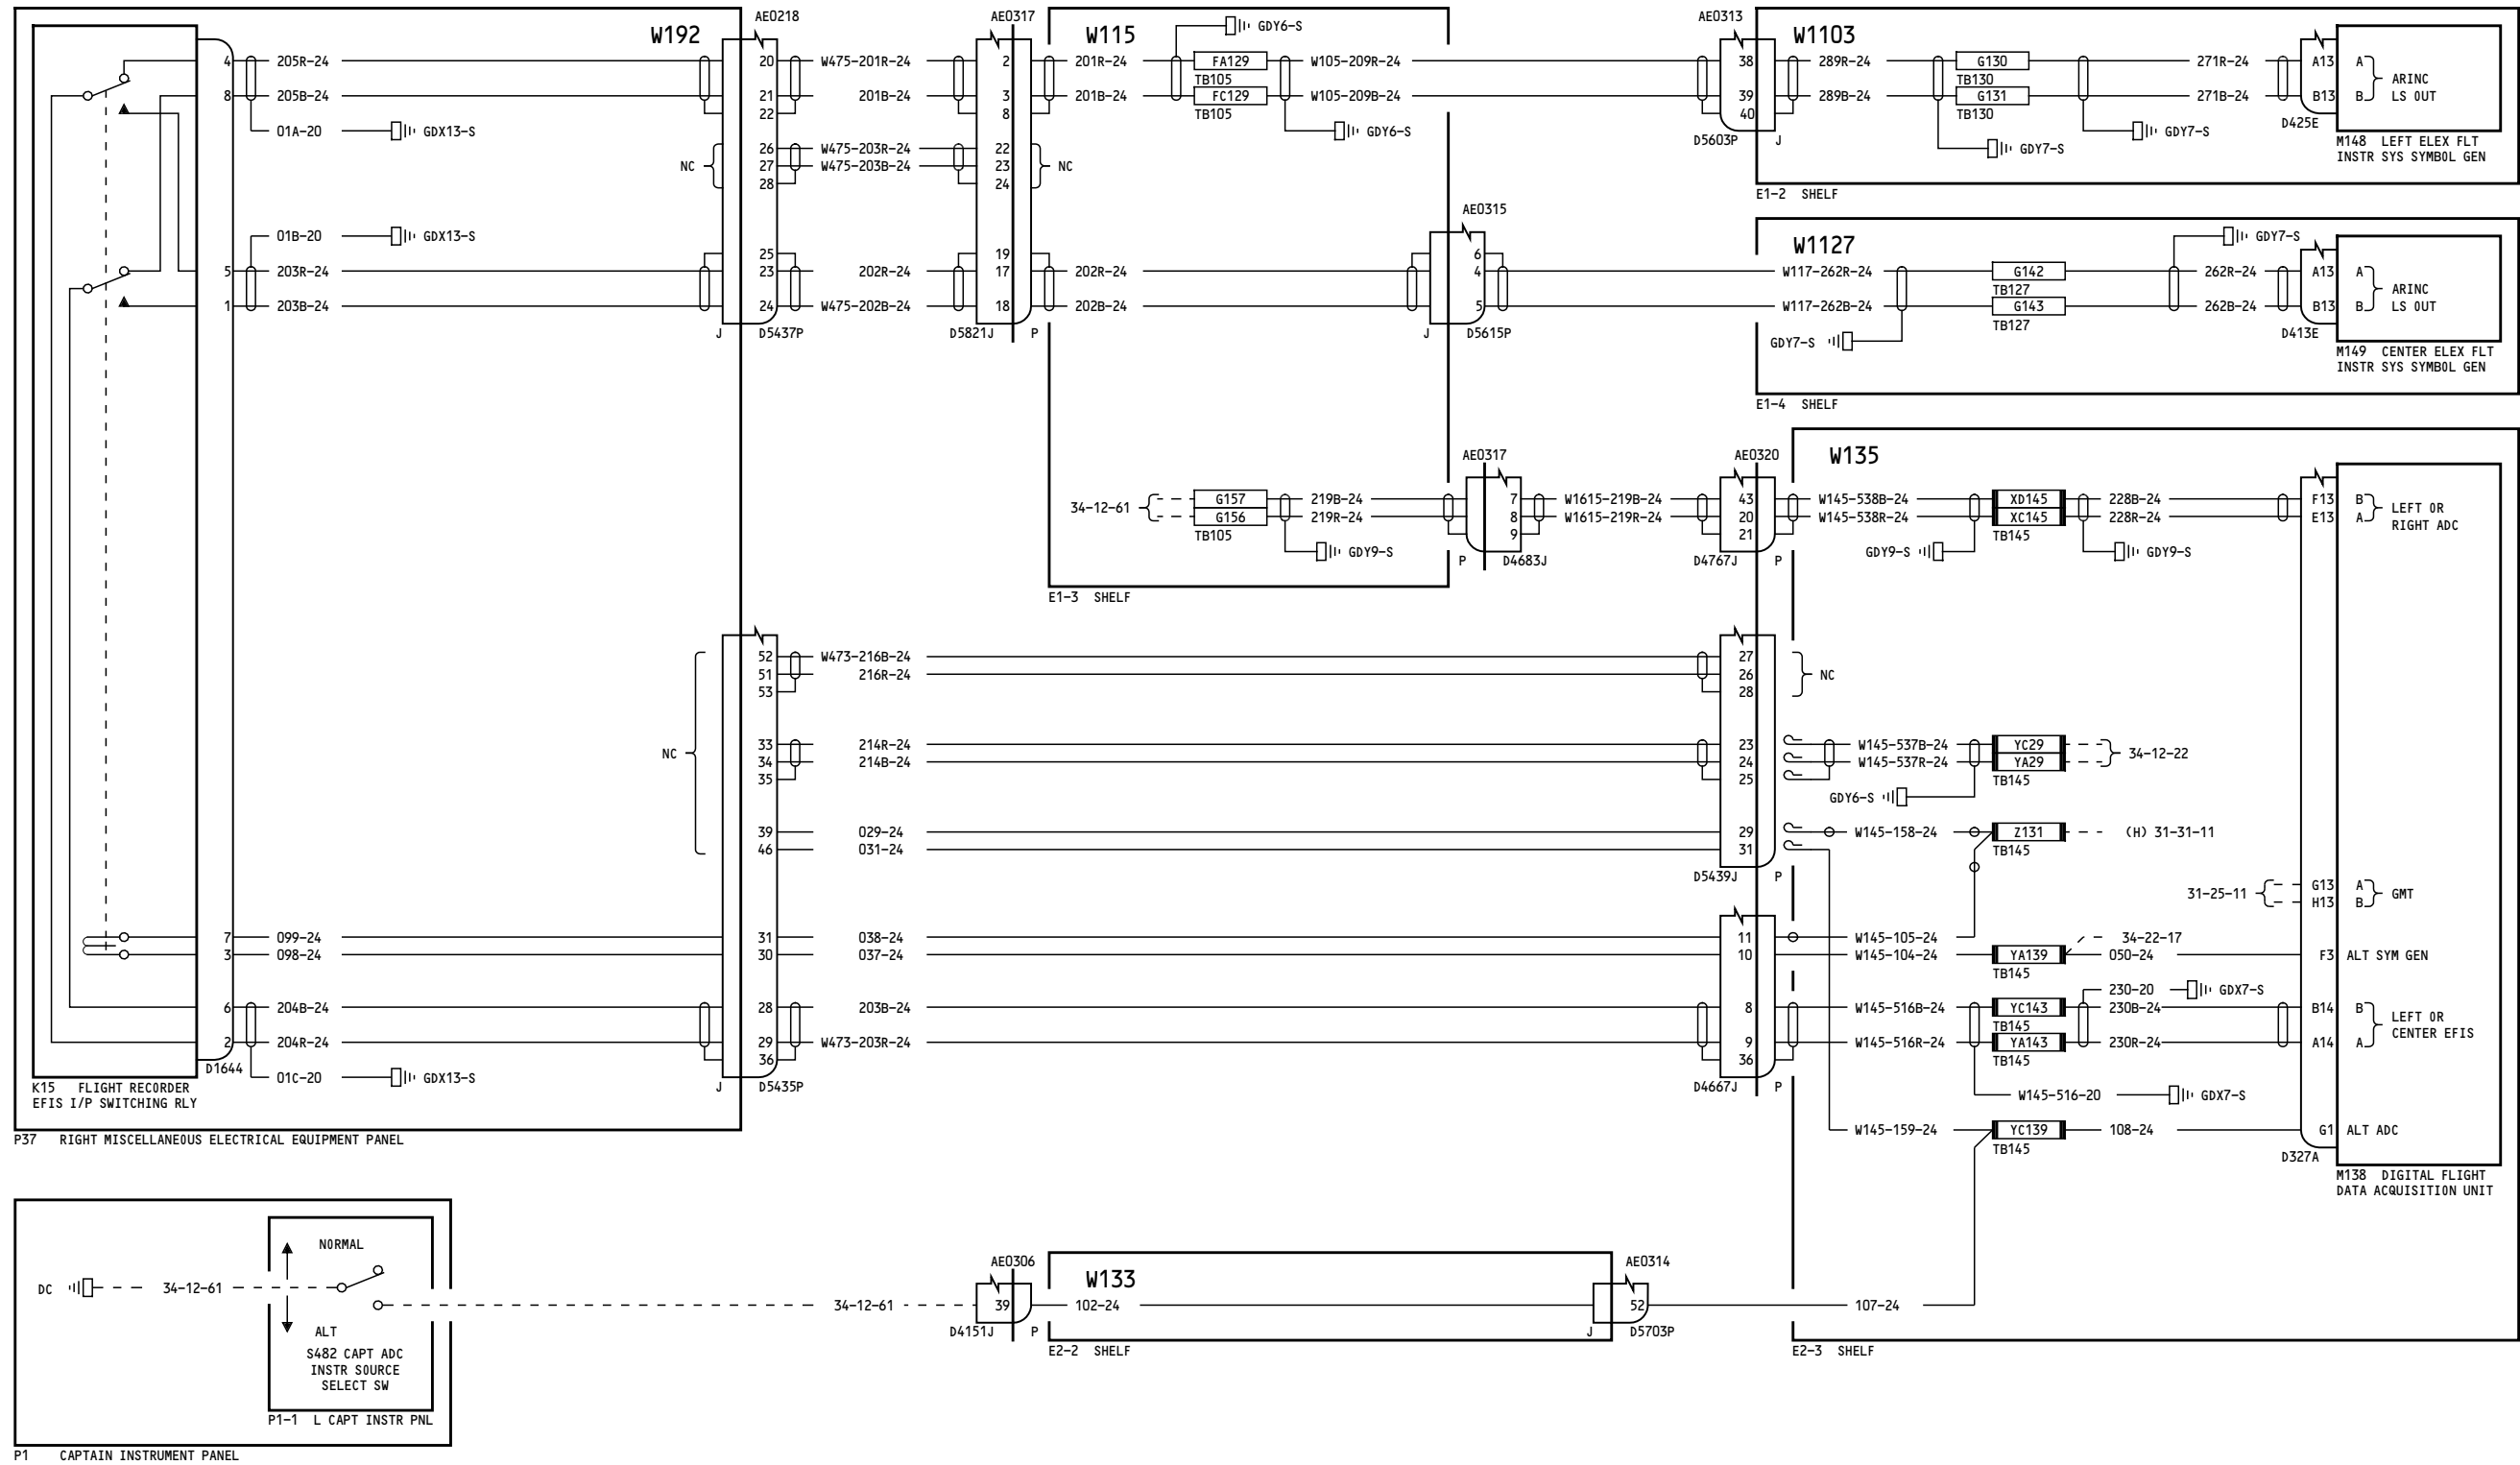 W192
AE0218
AE0317
W115
GDY6-S
AE0313
W1103
4 205R-24
20 W475-201R-24 2 201R-24 FA129 W105-209R-24 38 289R-24 G130 271R-24 A13 A
TB105
TB130
ARINC
LS OUT
8 205B-24
21 201B-24 3 201B-24 FC129 W105-209B-24 39 289B-24 G131 271B-24 B13 B
22 8 TB105 40 TB130
01A-20 GDX13-S
GDY6-S
D5603P J
GDY7-S
GDY7-S
D425E
M148 LEFT ELEX FLT
INSTR SYS SYMBOL GEN
NC
26 W475-203R-24 22
27 W475-203B-24 23
28 24
NC
E1-2 SHELF
AE0315
01B-20 GDX13-S
W1127
GDY7-S
25 19 6
5 203R-24 23 202R-24 17 202R-24 4 W117-262R-24 G142 262R-24 A13 A
TB127
ARINC
LS OUT
1 203B-24 24 W475-202B-24 18 202B-24 5 W117-262B-24 G143 262B-24 B13 B
TB127
J D5437P D5821J P J D5615P
GDY7-S
D413E
M149 CENTER ELEX FLT
INSTR SYS SYMBOL GEN
E1-4 SHELF
AE0317
AE0320
W135
34-12-61
G157 219B-24 7 W1615-219B-24 43 W145-538B-24 XD145 228B-24 F13 B
G156 219R-24 8 W1615-219R-24 20 W145-538R-24 XC145 228R-24 E13 A
LEFT OR
RIGHT ADC
TB105 9 21 TB145
GDY9-S
P D4683J
D4767J P
GDY9-S
GDY9-S
E1-3 SHELF
52 W473-216B-24 27
51 216R-24 26
53 28
NC
NC
33 214R-24 23 W145-537B-24 YC29
34 214B-24 24 W145-537R-24 YA29
34-12-22
35 25 TB145
GDY6-S
39 029-24 29 W145-158-24 Z131 (H) 31-31-11
46 031-24 31 TB145
D5439J P
31-25-11
G13 A
H13 B
GMT
7 099-24 31 038-24 11 W145-105-24 34-22-17
3 098-24 30 037-24 10 W145-104-24 YA139 050-24 F3 ALT SYM GEN
TB145
230-20 GDX7-S
6 204B-24 28 203B-24 8 W145-516B-24 YC143 230B-24 B14 B
TB145
LEFT OR
CENTER EFIS
2 204R-24 29 W473-203R-24 9 W145-516R-24 YA143 230R-24 A14 A
36 36 TB145
D1644
01C-20 GDX13-S
J D5435P
D4667J P
K15 FLIGHT RECORDER
EFIS I/P SWITCHING RLY
W145-516-20 GDX7-S
W145-159-24 YC139 108-24 G1 ALT ADC
TB145
D327A
P37 RIGHT MISCELLANEOUS ELECTRICAL EQUIPMENT PANEL
M138 DIGITAL FLIGHT
DATA ACQUISITION UNIT
NORMAL
DC 34-12-61
ALT
S482 CAPT ADC
INSTR SOURCE
SELECT SW
P1-1 L CAPT INSTR PNL
P1 CAPTAIN INSTRUMENT PANEL
AE0306
W133
AE0314
34-12-61 39 102-24 52 107-24
D4151J P
J D5703P
E2-2 SHELF
E2-3 SHELF